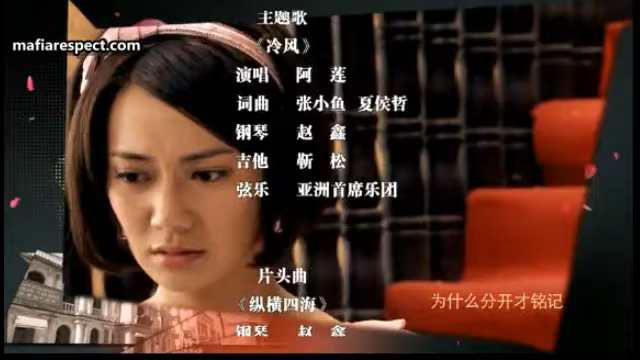 主题歌
mafiarespect.com
《冷风》
演唱 阿 莲
词曲 张小鱼 夏侯哲
钢琴 赵 鑫
吉他 靳 松
弦乐 亚洲首席乐团
片头曲
《纵横四海》
为什么分开才铭记
钢琴 赵 鑫